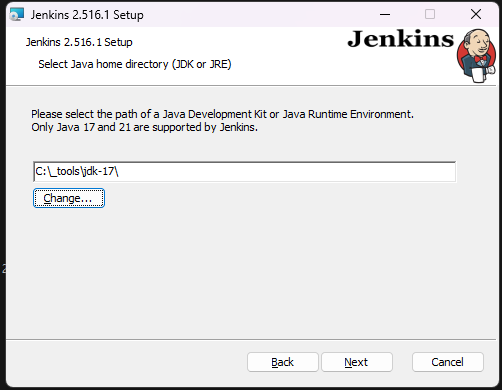 Jenkins 2.516.1 Setup
Jenkins 2.516.1 Setup
Jenkins
Select Java home directory (JDK or JRE)
Please select the path of a Java Development Kit or Java Runtime Environment.
Only Java 17 and 21 are supported by Jenkins.
C:\_tools\jdk-17\
Change...
2
Back
Next
Cancel